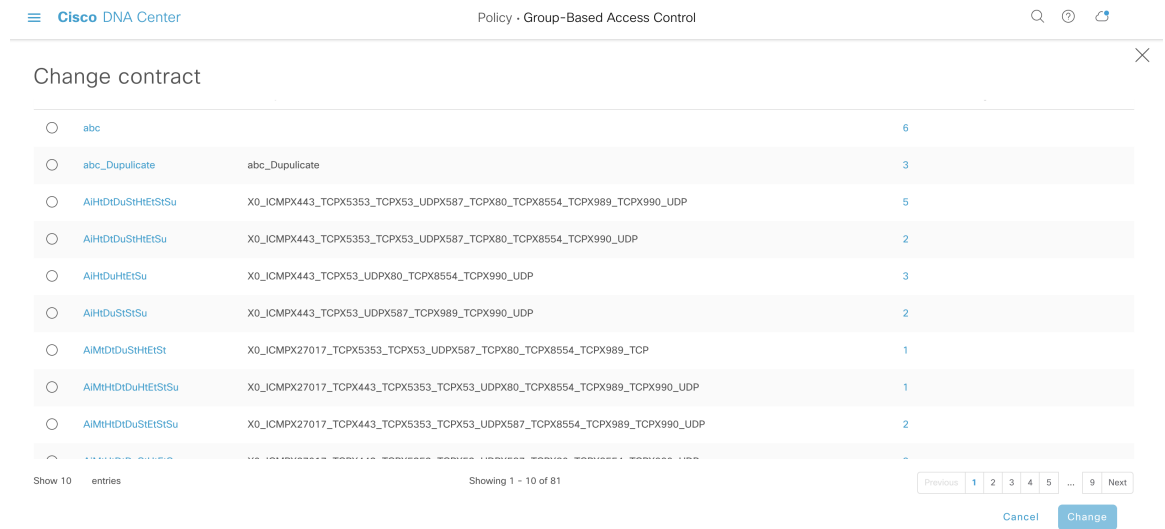 Cisco DNA Center
Policy • Group-Based Access Control
Change contract
abc 6
abc_Dupulicate abc_Dupulicate 3
AiHtDtDuStHtEtStSu X0_ICMPX443_TCPX5353_TCPX53_UDPX587_TCPX80_TCPX8554_TCPX989_TCPX990_UDP 5
AiHtDtDuStHtEtSu X0_ICMPX443_TCPX5353_TCPX53_UDPX587_TCPX80_TCPX8554_TCPX990_UDP 2
AiHtDuHtEtSu X0_ICMPX443_TCPX53_UDPX80_TCPX8554_TCPX990_UDP 3
AiHtDuStStSu X0_ICMPX443_TCPX53_UDPX587_TCPX989_TCPX990_UDP 2
AiMtDtDuStHtEtSt X0_ICMPX27017_TCPX5353_TCPX53_UDPX587_TCPX80_TCPX8554_TCPX989_TCP 1
AiMtHtDtDuHtEtStSu X0_ICMPX27017_TCPX443_TCPX5353_TCPX53_UDPX80_TCPX8554_TCPX989_TCPX990_UDP 1
AiMtHtDtDuStEtStSu X0_ICMPX27017_TCPX443_TCPX5353_TCPX53_UDPX587_TCPX8554_TCPX989_TCPX990_UDP 2
Show 10 entries Showing 1 - 10 of 81 Previous 1 2 3 4 5 ... 9 Next
Cancel Change